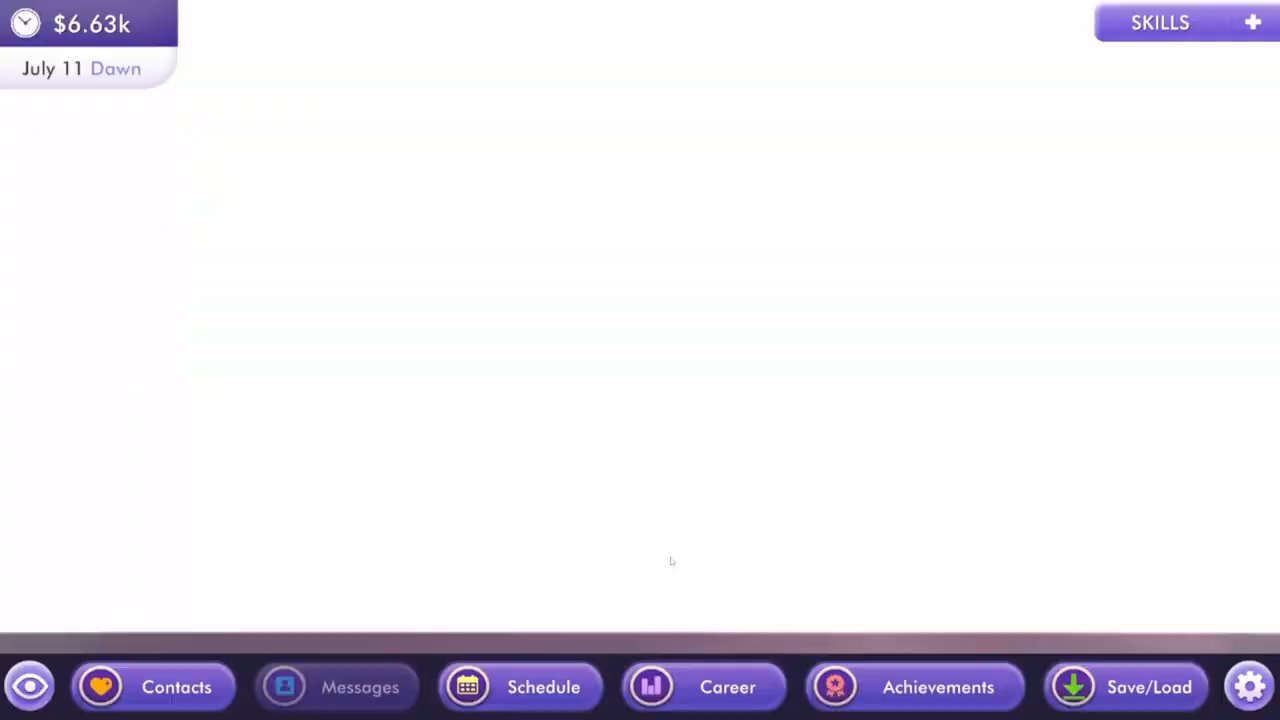 $6.63k
SKILLS
July 11 Dawn
Contacts
Messages
Schedule
Career
Achievements
Save/Load